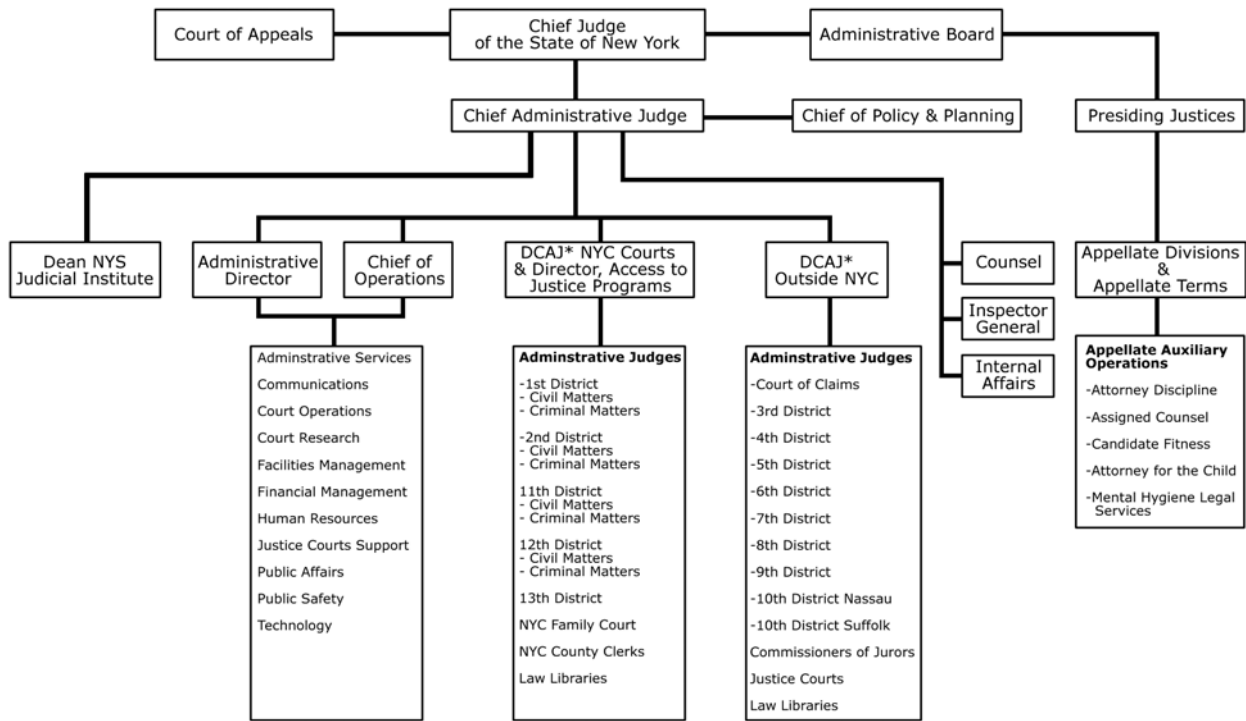 Court of Appeals
Chief Judge
of the State of New York
Administrative Board
Chief Administrative Judge
Chief of Policy & Planning
Presiding Justices
Dean NYS
Judicial Institute
Administrative
Director
Chief of
Operations
DCAJ* NYC Courts
& Director, Access to
Justice Programs
DCAJ*
Outside NYC
Counsel
Inspector
General
Internal
Affairs
Appellate Divisions
&
Appellate Terms
Adminstrative Services
Communications
Court Operations
Court Research
Facilities Management
Financial Management
Human Resources
Justice Courts Support
Public Affairs
Public Safety
Technology
Adminstrative Judges
-1st District
- Civil Matters
- Criminal Matters
-2nd District
- Civil Matters
- Criminal Matters
11th District
- Civil Matters
- Criminal Matters
12th District
- Civil Matters
- Criminal Matters
13th District
NYC Family Court
NYC County Clerks
Law Libraries
Adminstrative Judges
-Court of Claims
-3rd District
-4th District
-5th District
-6th District
-7th District
-8th District
-9th District
-10th District Nassau
-10th District Suffolk
Commissioners of Jurors
Justice Courts
Law Libraries
Appellate Auxiliary
Operations
-Attorney Discipline
-Assigned Counsel
-Candidate Fitness
-Attorney for the Child
-Mental Hygiene Legal
Services